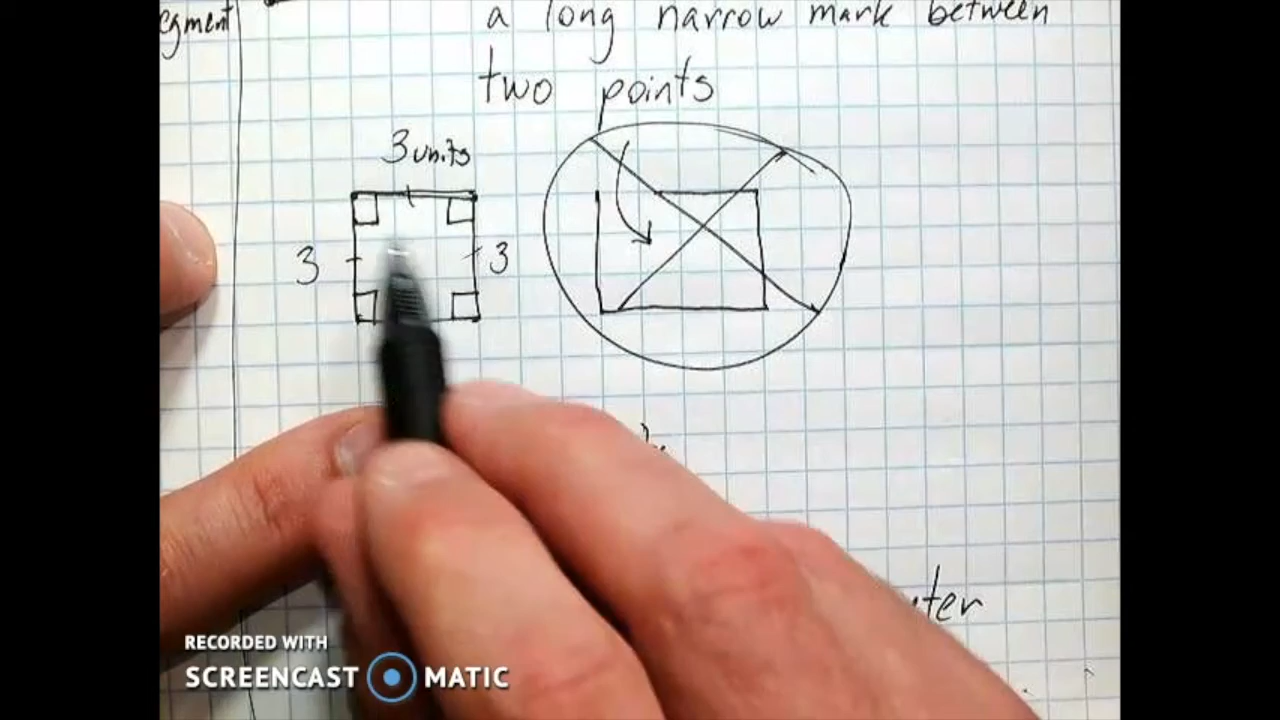 egment
a long narrow mark between
two points
3 units
3
3
RECORDED WITH
SCREENCAST MATIC